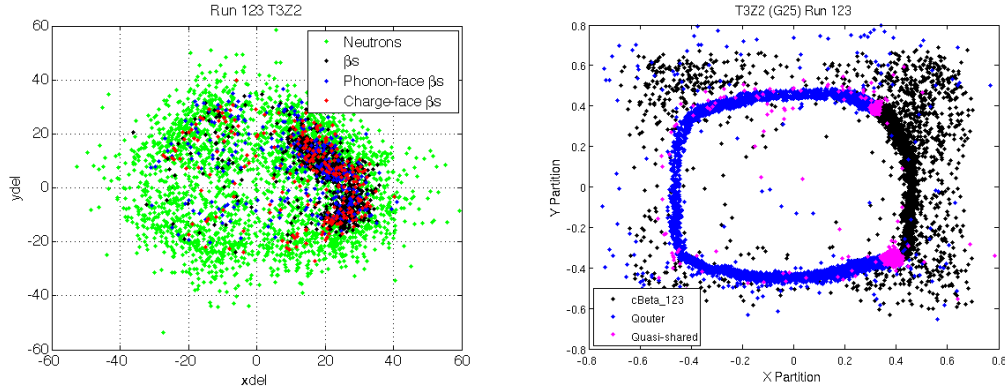 Run 123 T3Z2
60
40
20
0
-20
-40
-60
ydel
-60
-40
-20
0
20
40
60
xdel
Neutrons
βs
Phonon-face βs
Charge-face βs
T3Z2 (G25) Run 123
0.8
0.6
0.4
0.2
0
-0.2
-0.4
-0.6
-0.8
Y Partition
-0.8
-0.6
-0.4
-0.2
0
0.2
0.4
0.6
0.8
X Partition
cBeta_123
Qouter
Quasi-shared